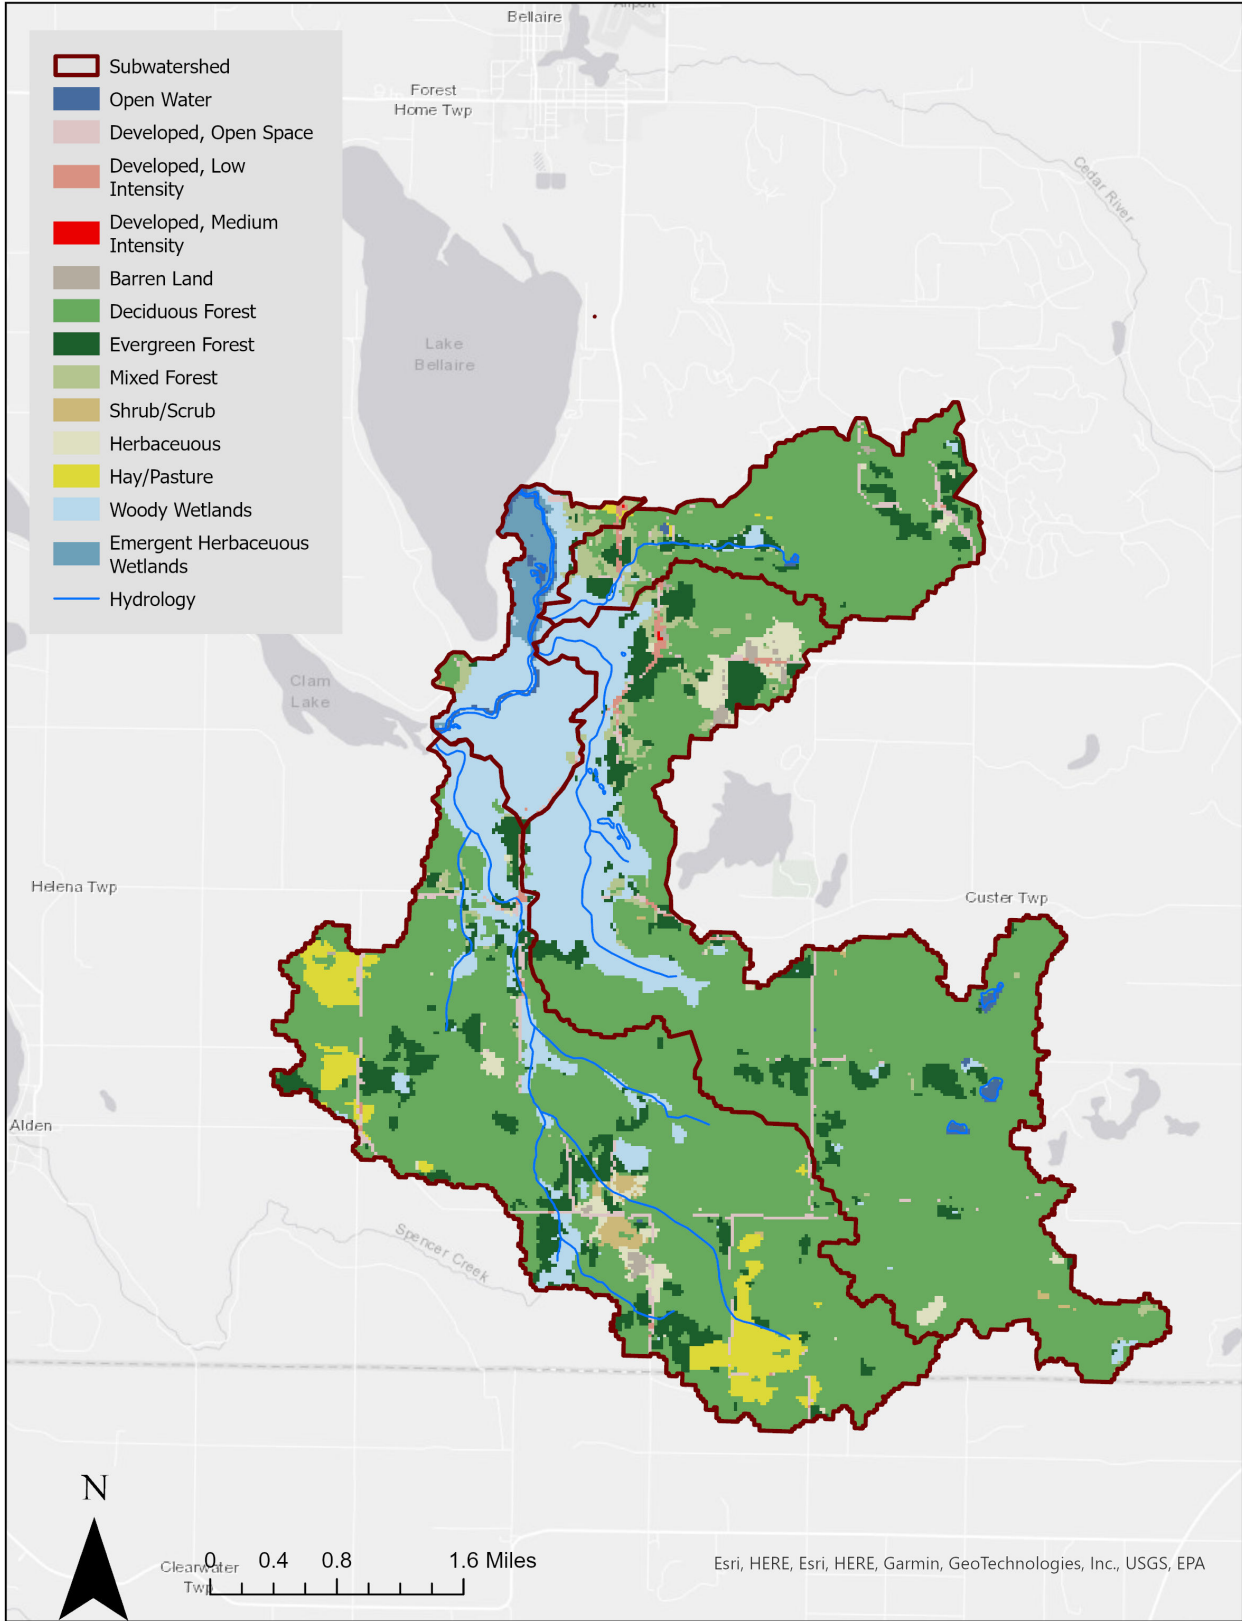 Bellaire
Airport
Forest
Home Twp
Subwatershed
Open Water
Developed, Open Space
Developed, Low
Intensity
Developed, Medium
Intensity
Barren Land
Deciduous Forest
Evergreen Forest
Mixed Forest
Shrub/Scrub
Herbaceuous
Hay/Pasture
Woody Wetlands
Emergent Herbaceuous
Wetlands
Hydrology
Cedar River
Lake
Bellaire
Clam
Lake
Helena Twp
Custer Twp
Alden
Spencer Creek
N
Clearwater
Twp
0 0.4 0.8 1.6 Miles
Esri, HERE, Esri, HERE, Garmin, GeoTechnologies, Inc., USGS, EPA